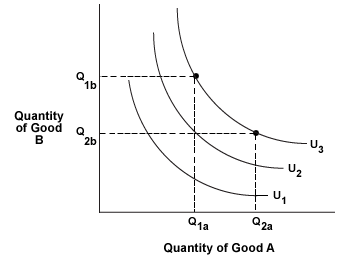 Q1b
Quantity
of Good
B
Q2b
U3
U2
U1
Q1a
Q2a
Quantity of Good A